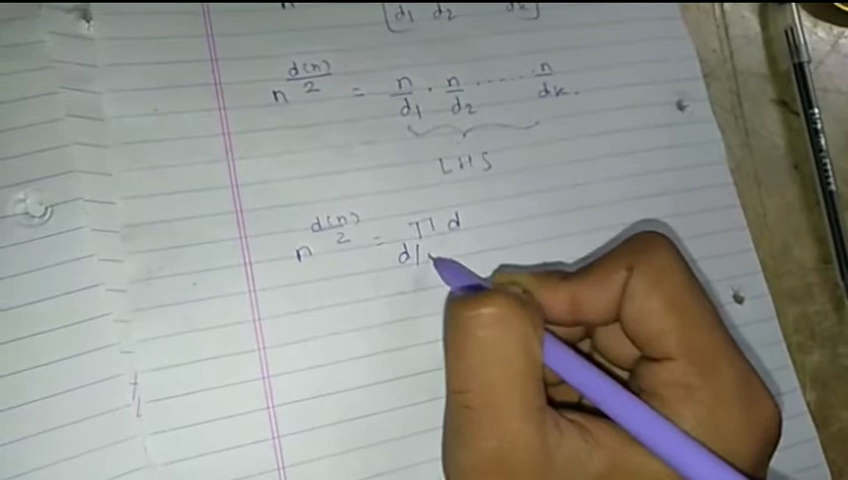 n [d1 d2 dk]
n^(d(n)/2) = n/d1 . n/d2 ...... n/dk.
LHS
n^(d(n)/2) = Π d
d|